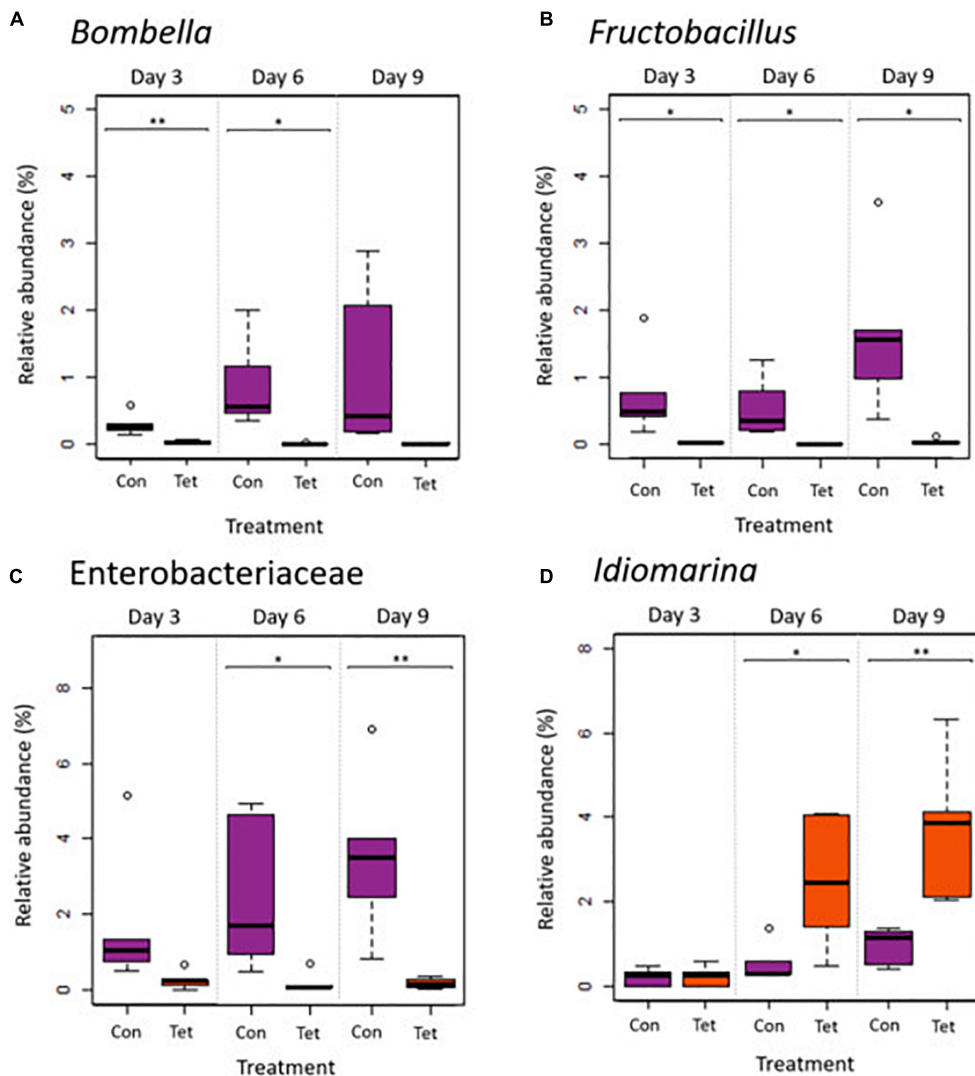 A Bombella
Day 3 Day 6 Day 9
** *
Relative abundance (%)
5
4
3
2
1
0
Con Tet Con Tet Con Tet
Treatment
B Fructobacillus
Day 3 Day 6 Day 9
* * *
Relative abundance (%)
5
4
3
2
1
0
Con Tet Con Tet Con Tet
Treatment
C Enterobacteriaceae
Day 3 Day 6 Day 9
* **
Relative abundance (%)
8
6
4
2
0
Con Tet Con Tet Con Tet
Treatment
D Idiomarina
Day 3 Day 6 Day 9
* **
Relative abundance (%)
8
6
4
2
0
Con Tet Con Tet Con Tet
Treatment